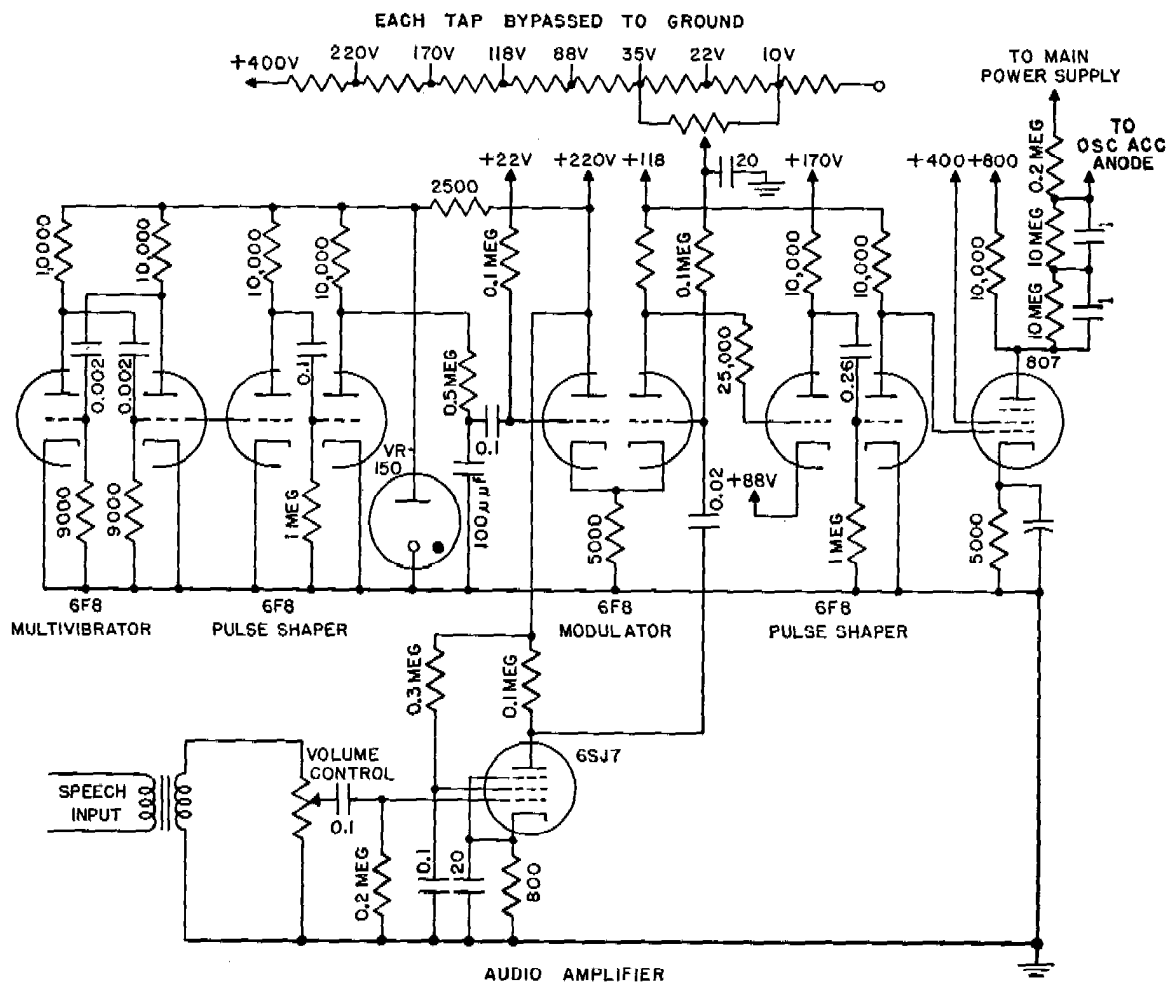 EACH TAP BYPASSED TO GROUND
+400V 220V 170V 118V 88V 35V 22V 10V
TO MAIN
POWER SUPPLY
TO
OSC ACC
ANODE
+22V +220V +118 20 +170V +400 +800
0.2 MEG
2500
1,0000 10,000 10,000 10,000 0.1 MEG 0.1 MEG 10,000 10,000 10,000 10 MEG 1
10 MEG 1
0.002 0.002 0.1 0.5 MEG 25,000 0.26 807
0.1
VR-
150
9000 9000 1 MEG 100μμF 5000 0.02 +88V 1 MEG 5000
6F8
MULTIVIBRATOR
6F8
PULSE SHAPER
6F8
MODULATOR
6F8
PULSE SHAPER
0.3 MEG 0.1 MEG
6SJ7
VOLUME
CONTROL
SPEECH
INPUT
0.1
0.2 MEG 0.1 20 800
AUDIO AMPLIFIER